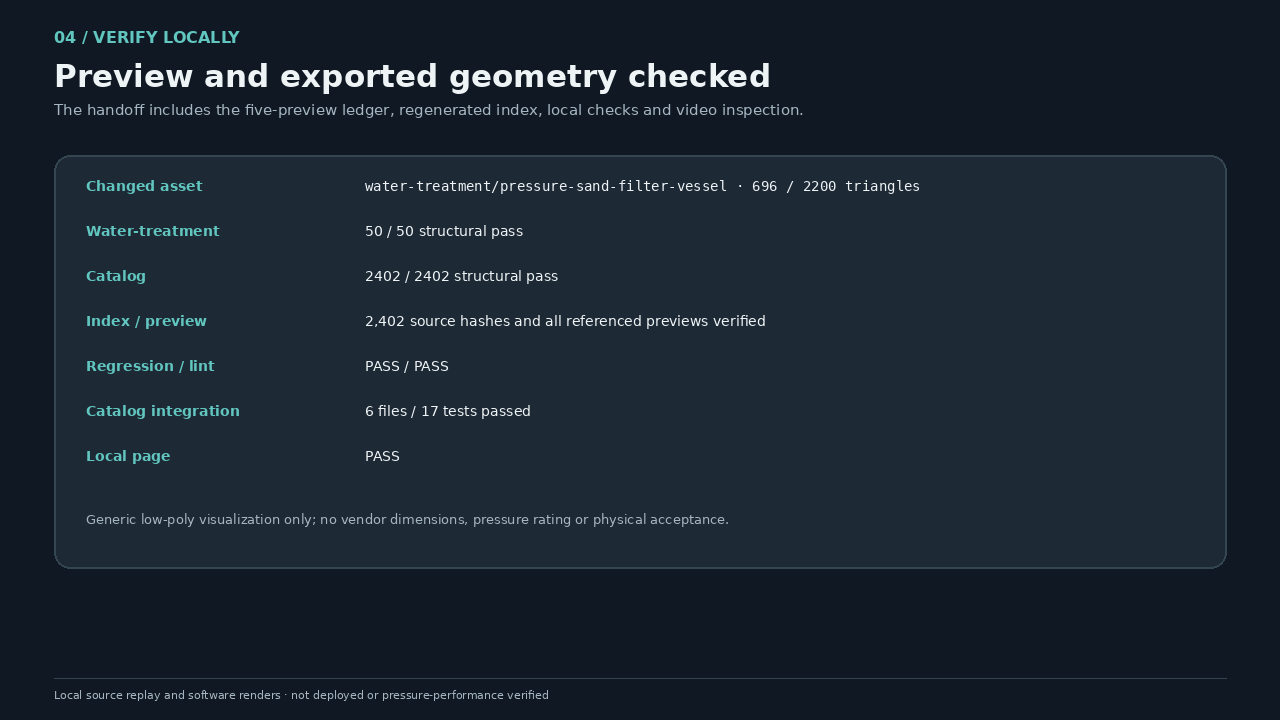 04 / VERIFY LOCALLY
Preview and exported geometry checked
The handoff includes the five-preview ledger, regenerated index, local checks and video inspection.
Changed asset water-treatment/pressure-sand-filter-vessel · 696 / 2200 triangles
Water-treatment 50 / 50 structural pass
Catalog 2402 / 2402 structural pass
Index / preview 2,402 source hashes and all referenced previews verified
Regression / lint PASS / PASS
Catalog integration 6 files / 17 tests passed
Local page PASS
Generic low-poly visualization only; no vendor dimensions, pressure rating or physical acceptance.
Local source replay and software renders · not deployed or pressure-performance verified